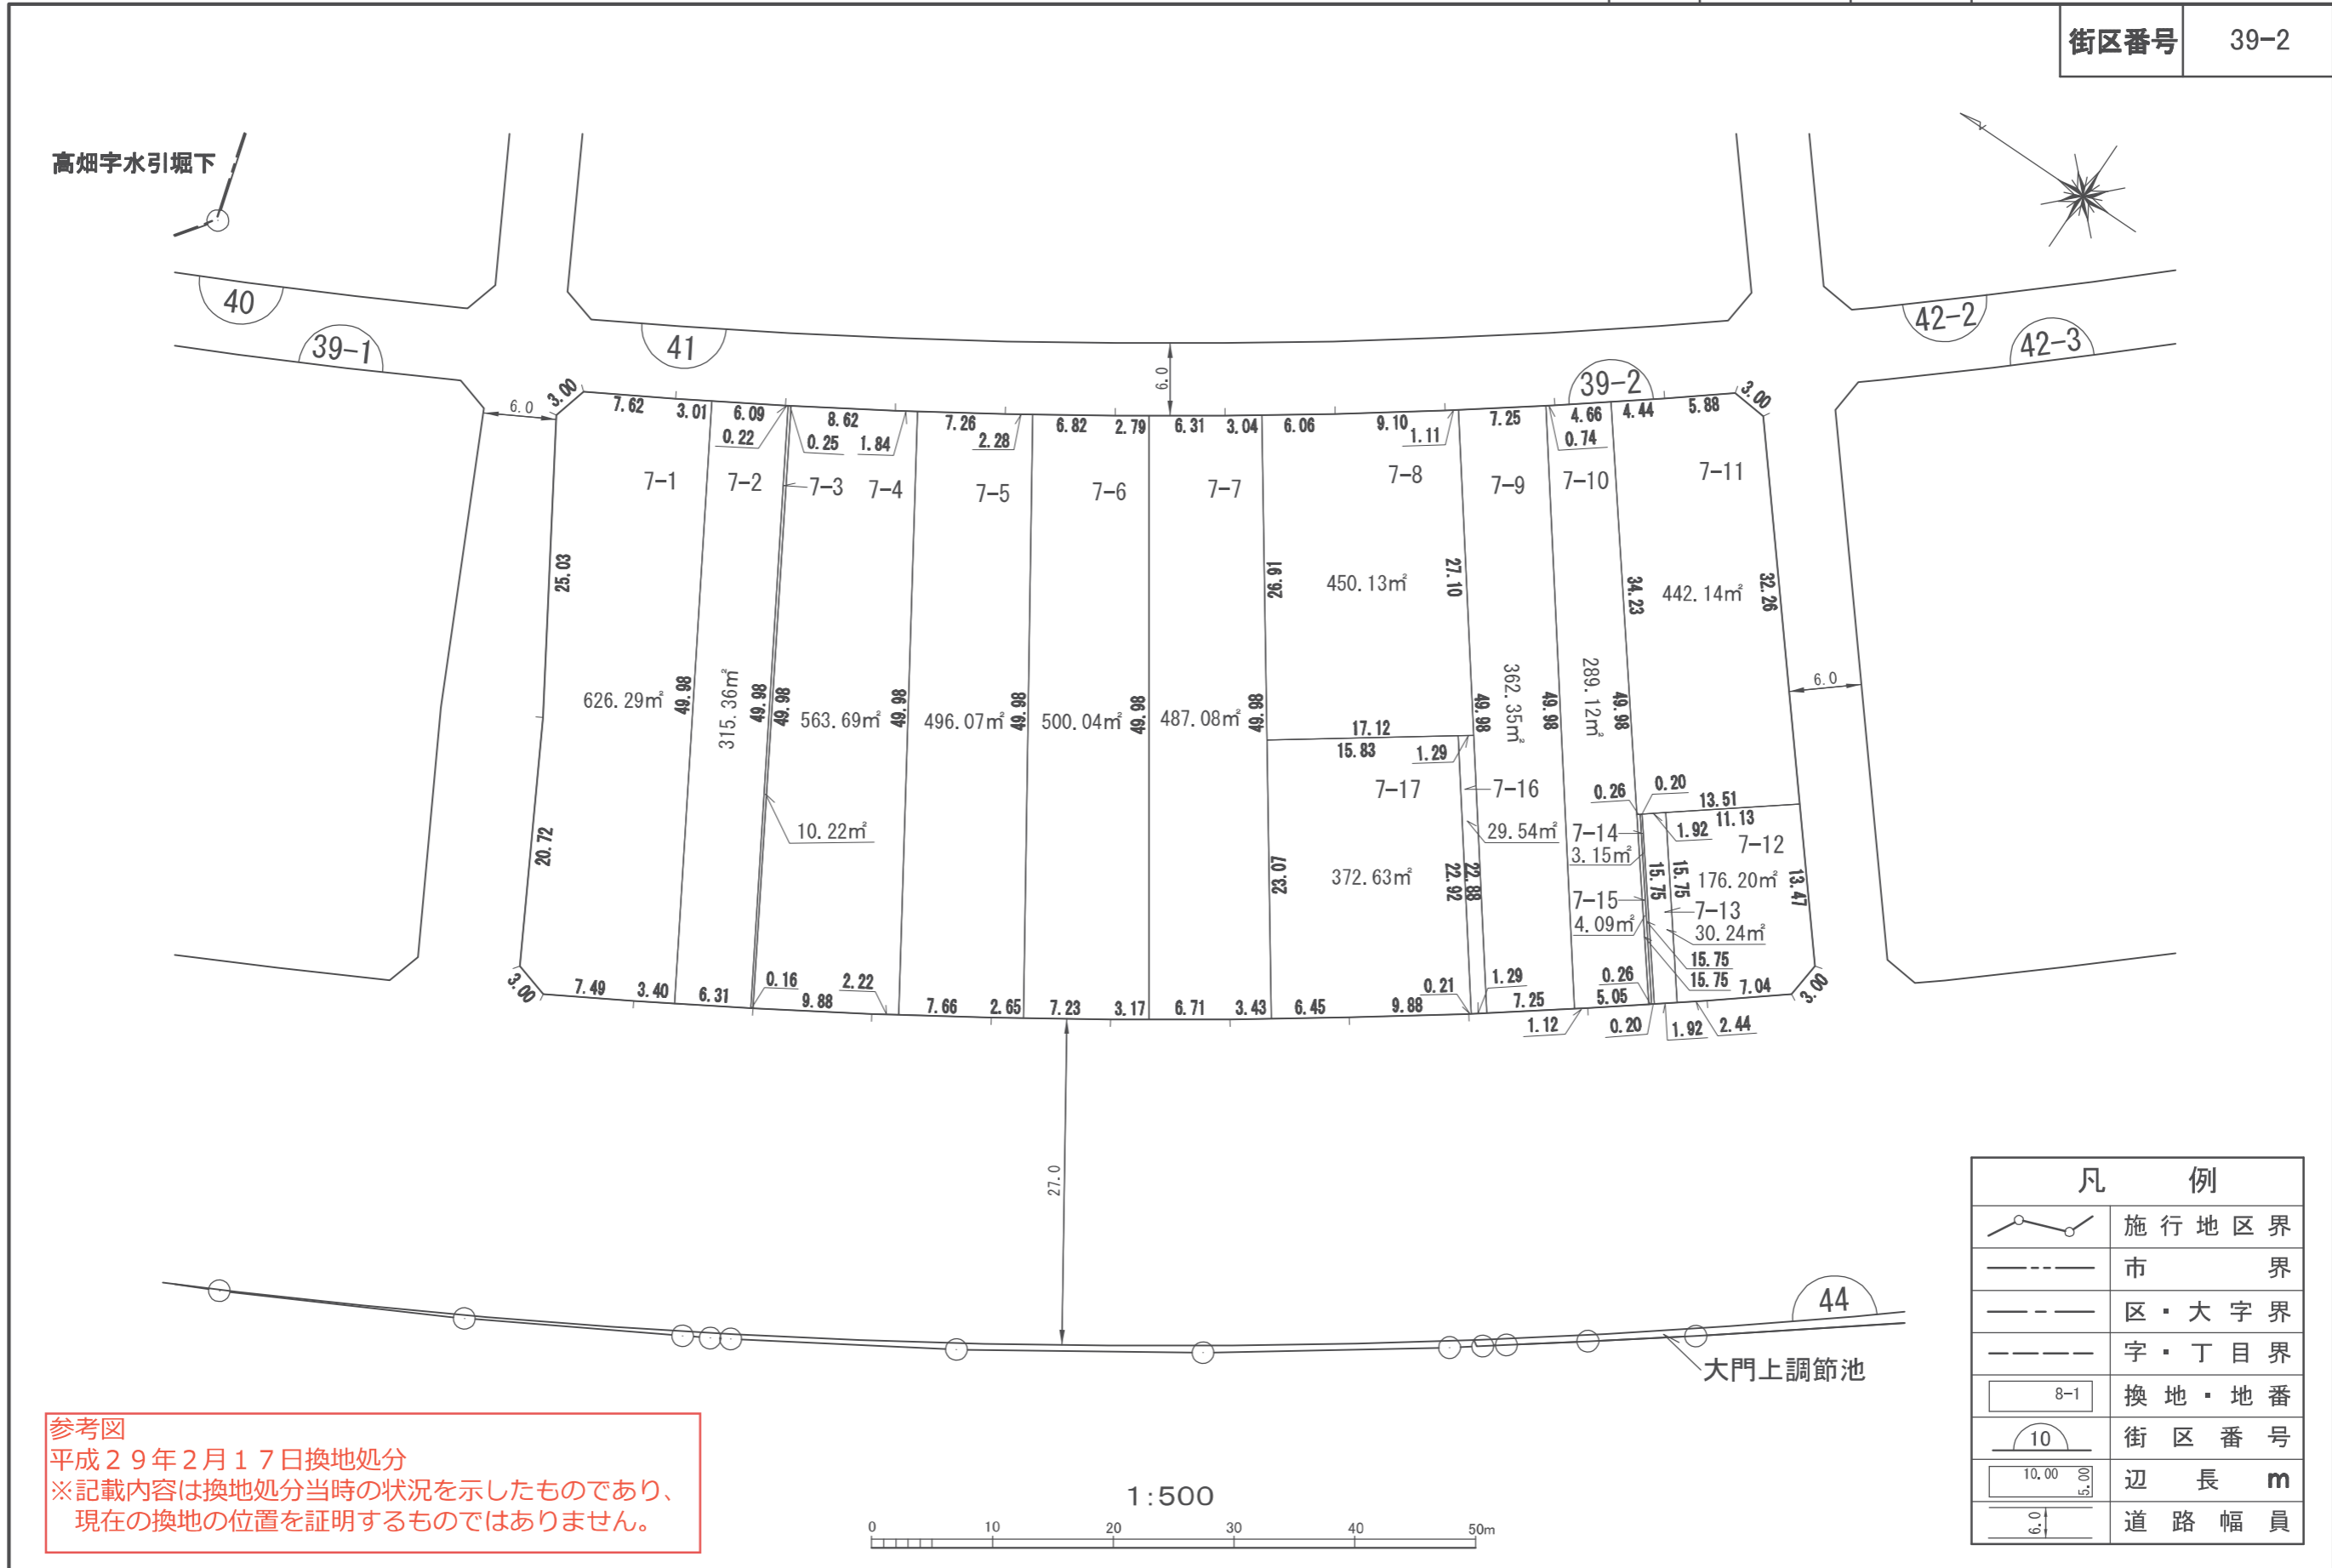 街区番号 39-2
高畑字水引堀下
40
39-1
41
42-2
42-3
39-2
6.0
6.0
6.0
27.0
3.00
7.62 3.01 6.09 8.62 7.26 6.82 2.79 6.31 3.04 6.06 9.10 7.25 4.66 4.44 5.88
3.00
0.22 0.25 1.84 2.28 1.11 0.74
7-1 7-2 7-3 7-4 7-5 7-6 7-7 7-8 7-9 7-10 7-11
25.03
26.91
450.13㎡
27.10
34.23
442.14㎡
32.26
626.29㎡
49.98
315.36㎡
49.98
49.98
563.69㎡
49.98
496.07㎡
49.98
500.04㎡
49.98
487.08㎡
49.98
49.98
362.35㎡
49.98
289.12㎡
49.98
17.12
15.83 1.29
7-17 7-16
0.26 0.20 13.51
11.13
1.92
7-12
20.72
10.22㎡
29.54㎡
7-14
3.15㎡
23.07
372.63㎡
22.92
22.88
15.75
15.75
176.20㎡
13.47
7-15
4.09㎡
7-13
30.24㎡
15.75
15.75
3.00
7.49 3.40 6.31 0.16 9.88 2.22 7.66 2.65 7.23 3.17 6.71 3.43 6.45 9.88 0.21 1.29 7.25 0.26 5.05 7.04
3.00
1.12 0.20 1.92 2.44
44
大門上調節池
凡 例
施行地区界
市 界
区・大字界
字・丁目界
8-1 換地・地番
10 街区番号
10.00 5.00 辺長 m
6.0 道路幅員
参考図
平成２９年２月１７日換地処分
※記載内容は換地処分当時の状況を示したものであり、
現在の換地の位置を証明するものではありません。
1:500
0 10 20 30 40 50m